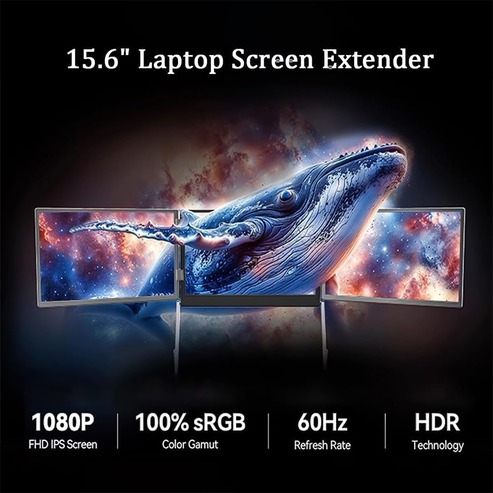 15.6" Laptop Screen Extender
1080P
FHD IPS Screen
100% sRGB
Color Gamut
60Hz
Refresh Rate
HDR
Technology